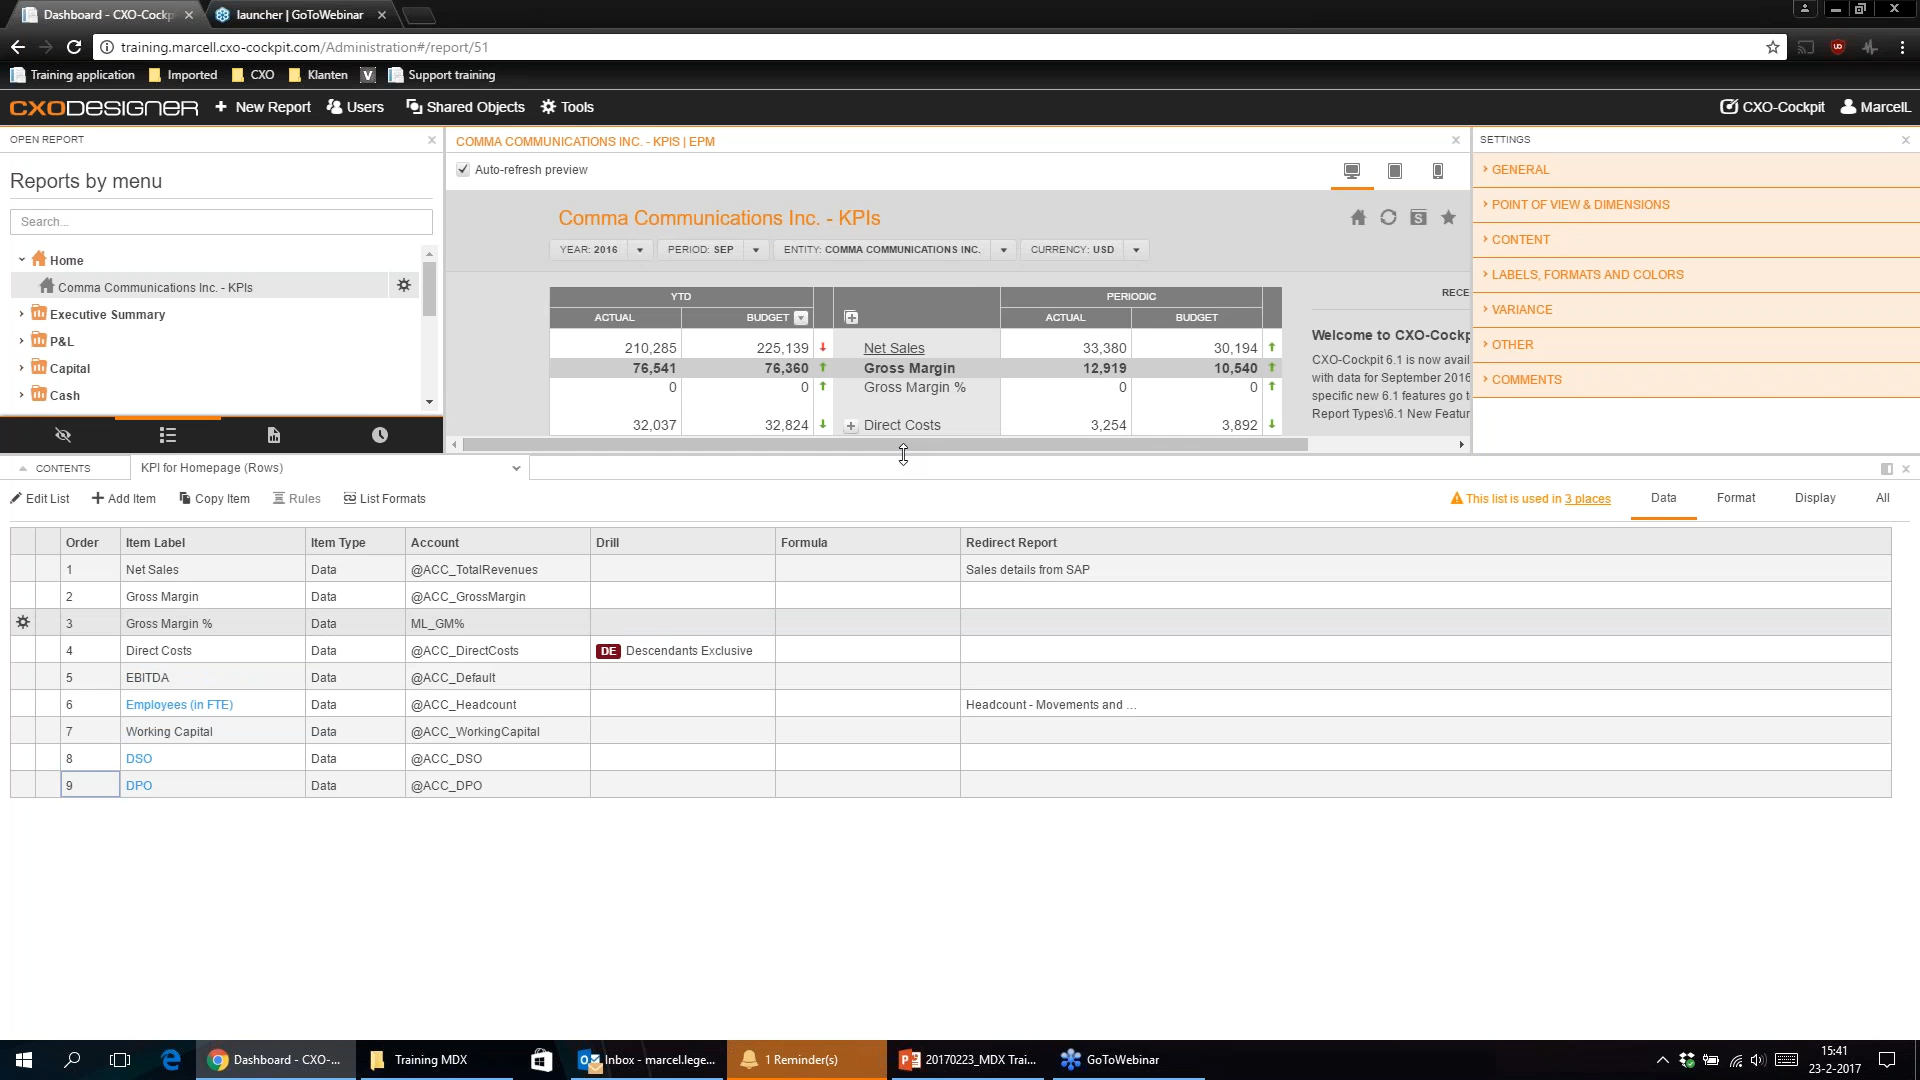 Dashboard - CXO-Cockp
launcher | GoToWebinar
training.marcell.cxo-cockpit.com/Administration#/report/51
Training application
Imported
CXO
Klanten
V
Support training
CXODESIGNER
New Report
Users
Shared Objects
Tools
CXO-Cockpit
MarcelL
OPEN REPORT
Reports by menu
Search...
Home
Comma Communications Inc. - KPIs
Executive Summary
P&L
Capital
Cash
COMMA COMMUNICATIONS INC. - KPIS | EPM
Auto-refresh preview
Comma Communications Inc. - KPIs
S
YEAR: 2016
PERIOD: SEP
ENTITY: COMMA COMMUNICATIONS INC.
CURRENCY: USD
YTD
PERIODIC
ACTUAL BUDGET
ACTUAL BUDGET
210,285 225,139 Net Sales 33,380 30,194
76,541 76,360 Gross Margin 12,919 10,540
0 0 Gross Margin % 0 0
32,037 32,824 Direct Costs 3,254 3,892
RECE
Welcome to CXO-Cockp
CXO-Cockpit 6.1 is now avail
with data for September 2016
specific new 6.1 features go t
Report Types\6.1 New Featur
SETTINGS
GENERAL
POINT OF VIEW & DIMENSIONS
CONTENT
LABELS, FORMATS AND COLORS
VARIANCE
OTHER
COMMENTS
CONTENTS
KPI for Homepage (Rows)
Edit List
Add Item
Copy Item
Rules
List Formats
This list is used in 3 places
Data
Format
Display
All
Order Item Label Item Type Account Drill Formula Redirect Report
1 Net Sales Data @ACC_TotalRevenues Sales details from SAP
2 Gross Margin Data @ACC_GrossMargin
3 Gross Margin % Data ML_GM%
4 Direct Costs Data @ACC_DirectCosts DE Descendants Exclusive
5 EBITDA Data @ACC_Default
6 Employees (in FTE) Data @ACC_Headcount Headcount - Movements and ...
7 Working Capital Data @ACC_WorkingCapital
8 DSO Data @ACC_DSO
9 DPO Data @ACC_DPO
Dashboard - CXO-...
Training MDX
Inbox - marcel.lege...
1 Reminder(s)
20170223_MDX Trai...
GoToWebinar
15:41
23-2-2017